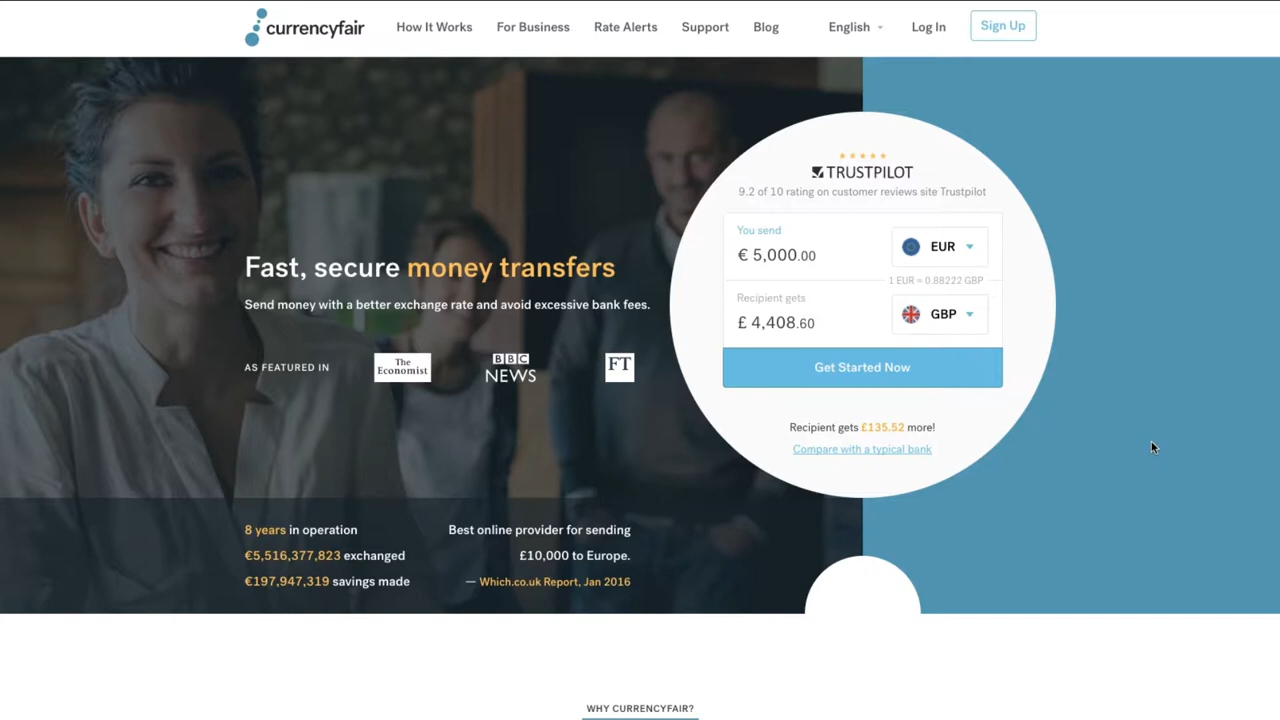 currencyfair
How It Works
For Business
Rate Alerts
Support
Blog
English
Log In
Sign Up
TRUSTPILOT
9.2 of 10 rating on customer reviews site Trustpilot
You send
€ 5,000.00
EUR
1 EUR = 0.88222 GBP
Recipient gets
£ 4,408.60
GBP
Get Started Now
Recipient gets £135.52 more!
Compare with a typical bank
Fast, secure money transfers
Send money with a better exchange rate and avoid excessive bank fees.
AS FEATURED IN
The
Economist
BBC
NEWS
FT
8 years in operation
€5,516,377,823 exchanged
€197,947,319 savings made
Best online provider for sending
£10,000 to Europe.
— Which.co.uk Report, Jan 2016
WHY CURRENCYFAIR?